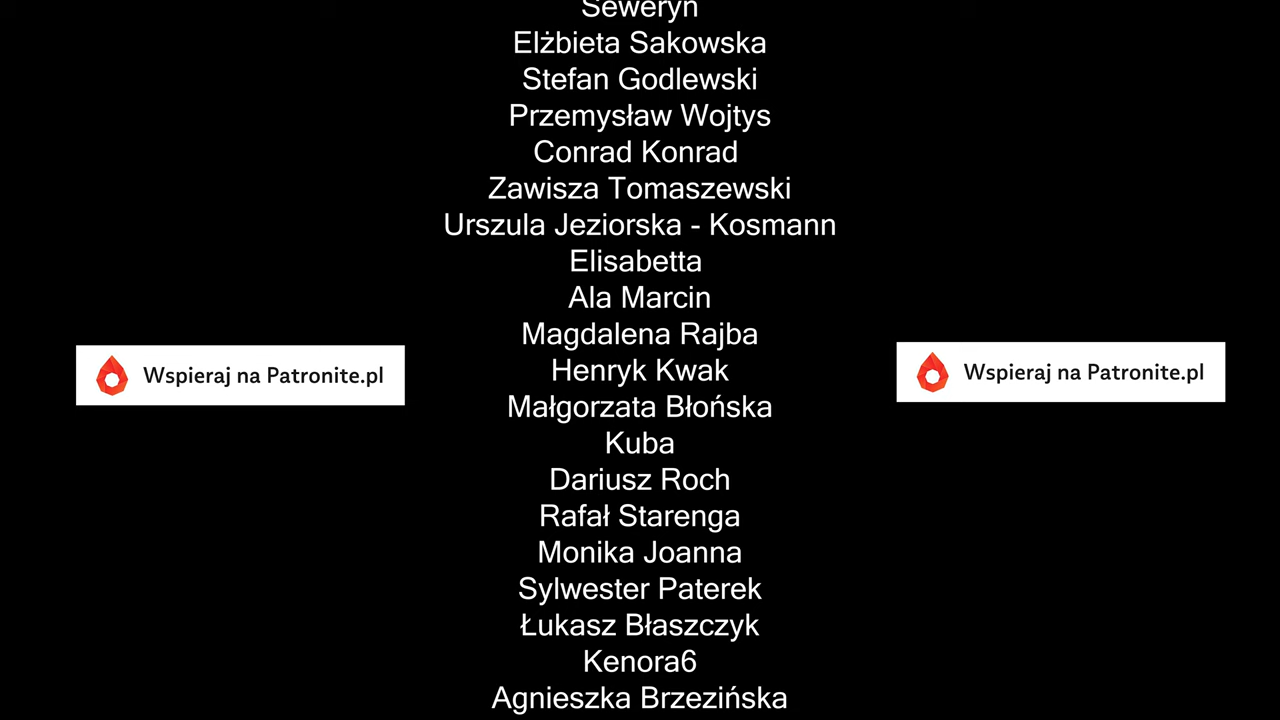 Seweryn
Elżbieta Sakowska
Stefan Godlewski
Przemysław Wojtys
Conrad Konrad
Zawisza Tomaszewski
Urszula Jeziorska - Kosmann
Elisabetta
Ala Marcin
Magdalena Rajba
Henryk Kwak
Wspieraj na Patronite.pl
Wspieraj na Patronite.pl
Małgorzata Błońska
Kuba
Dariusz Roch
Rafał Starenga
Monika Joanna
Sylwester Paterek
Łukasz Błaszczyk
Kenora6
Agnieszka Brzezińska